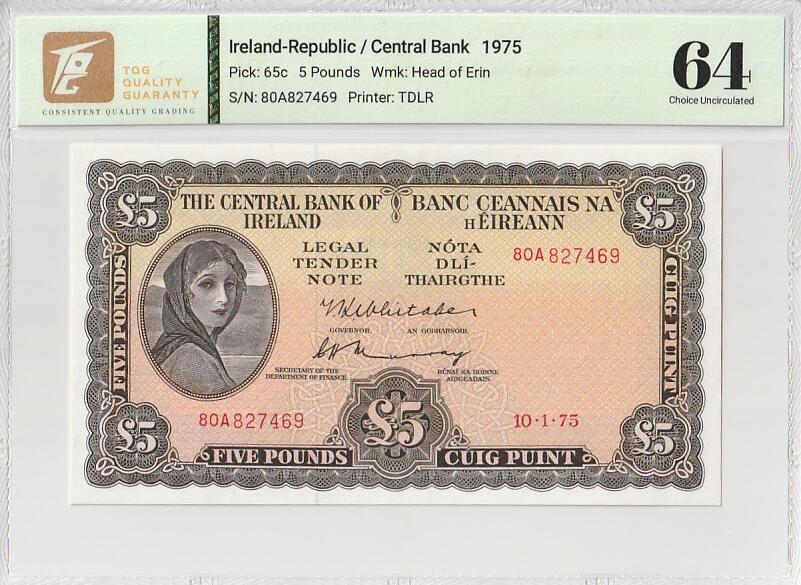 TQG
QUALITY
GUARANTY
CONSISTENT QUALITY GRADING
Ireland-Republic / Central Bank 1975
Pick: 65c 5 Pounds Wmk: Head of Erin
S/N: 80A827469 Printer: TDLR
64
Choice Uncirculated
£5
THE CENTRAL BANK OF
IRELAND
BANC CEANNAIS NA
hÉIREANN
£5
LEGAL
TENDER
NOTE
NÓTA
DLÍ-
THAIRGTHE
80A827469
FIVE POUNDS
CÚIG PUINT
T K Whitaker
GOVERNOR.
AN GOBHARNÓIR.
C H Murray
SECRETARY OF THE
DEPARTMENT OF FINANCE.
RÚNAÍ NA ROINNE
AIRGEADAIS.
80A827469
£5
10·1·75
£5
£5
FIVE POUNDS
CÚIG PUINT